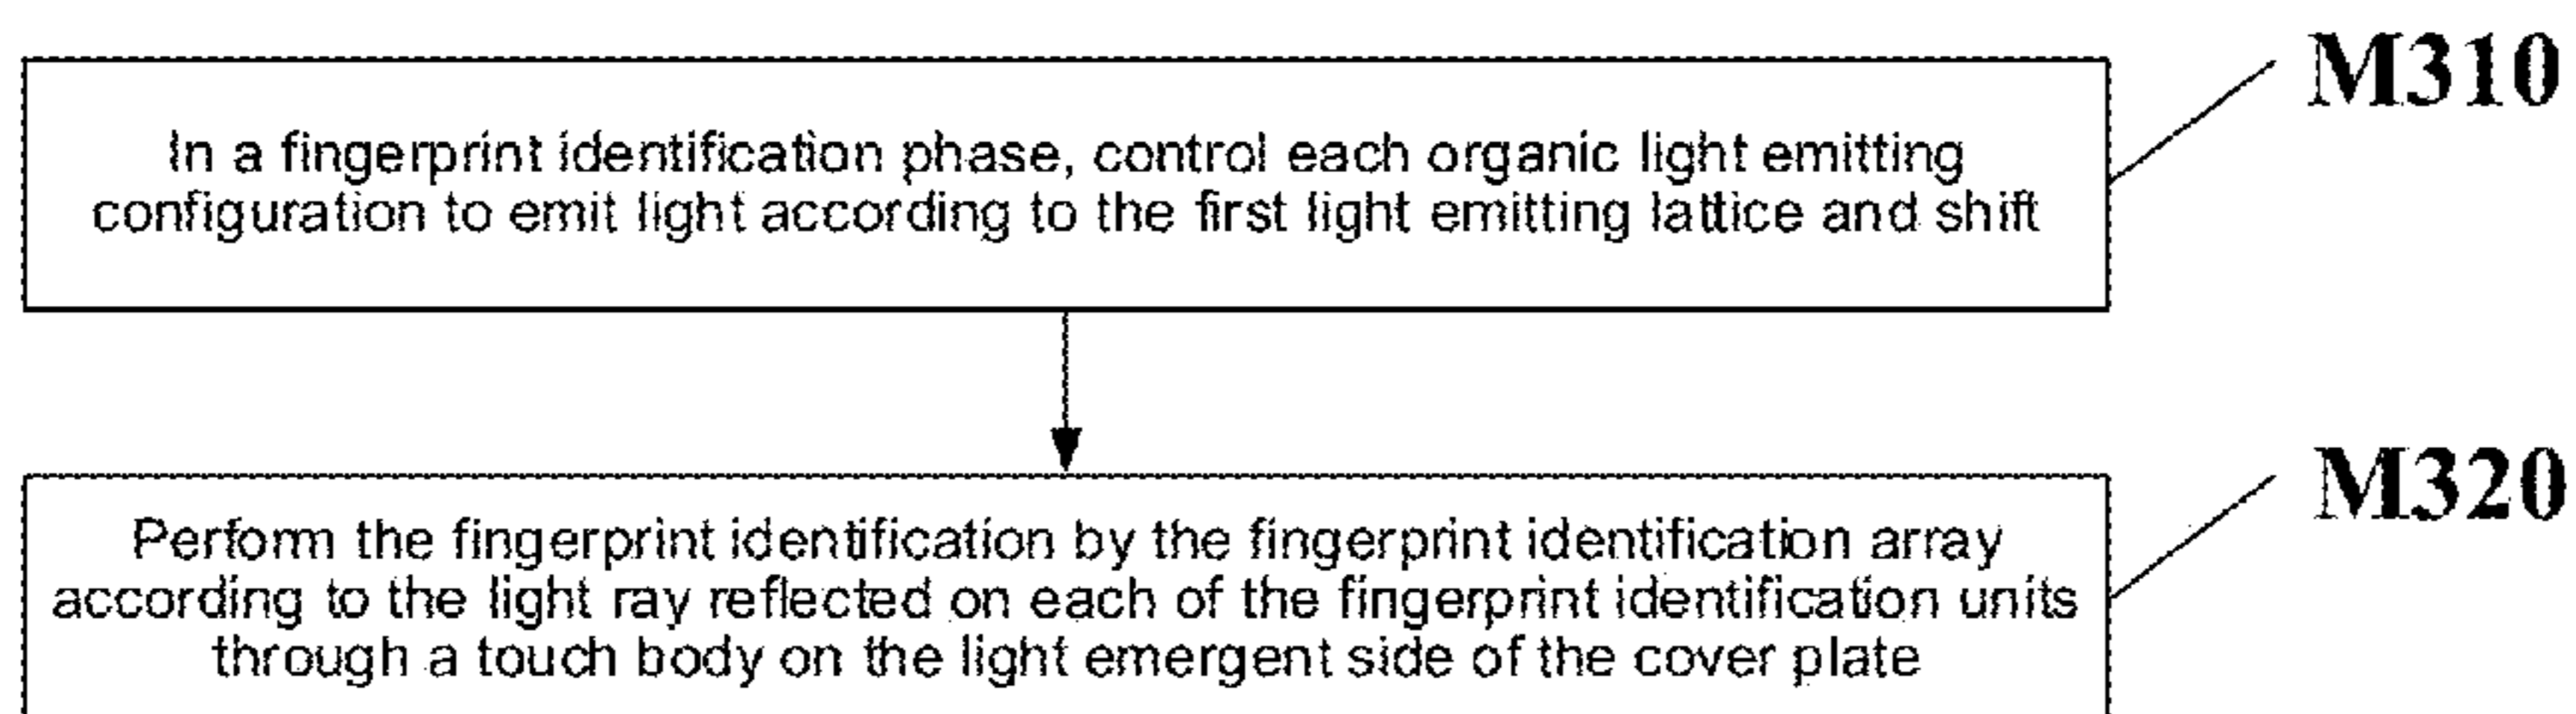 M310
In a fingerprint identification phase, control each organic light emitting
configuration to emit light according to the first light emitting lattice and shift
M320
Perform the fingerprint identification by the fingerprint identification array
according to the light ray reflected on each of the fingerprint identification units
through a touch body on the light emergent side of the cover plate